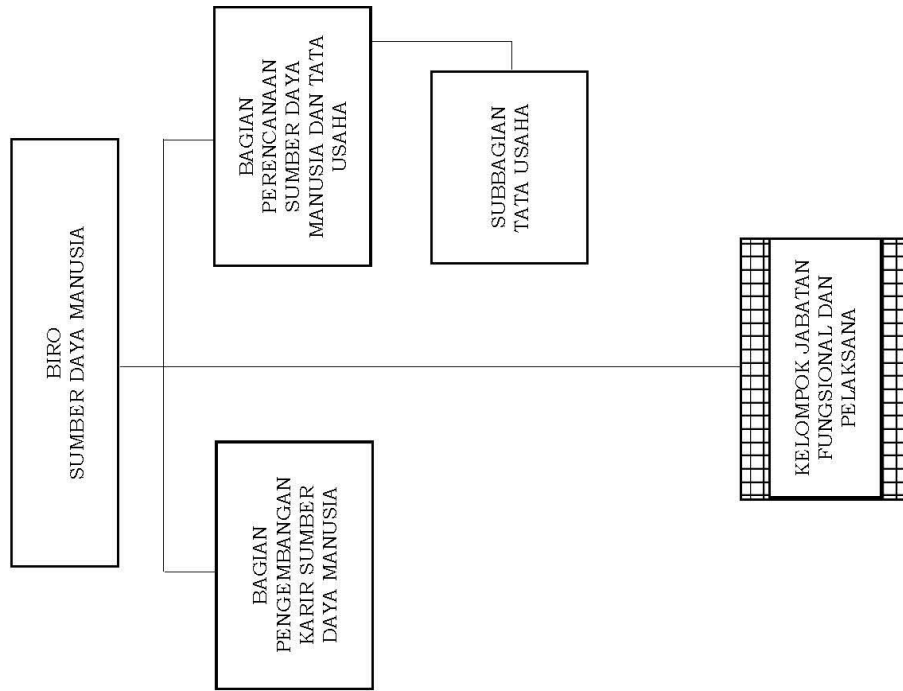 BIRO
SUMBER DAYA MANUSIA
BAGIAN
PENGEMBANGAN
KARIR SUMBER
DAYA MANUSIA
BAGIAN
PERENCANAAN
SUMBER DAYA
MANUSIA DAN TATA
USAHA
SUBBAGIAN
TATA USAHA
KELOMPOK JABATAN
FUNGSIONAL DAN
PELAKSANA